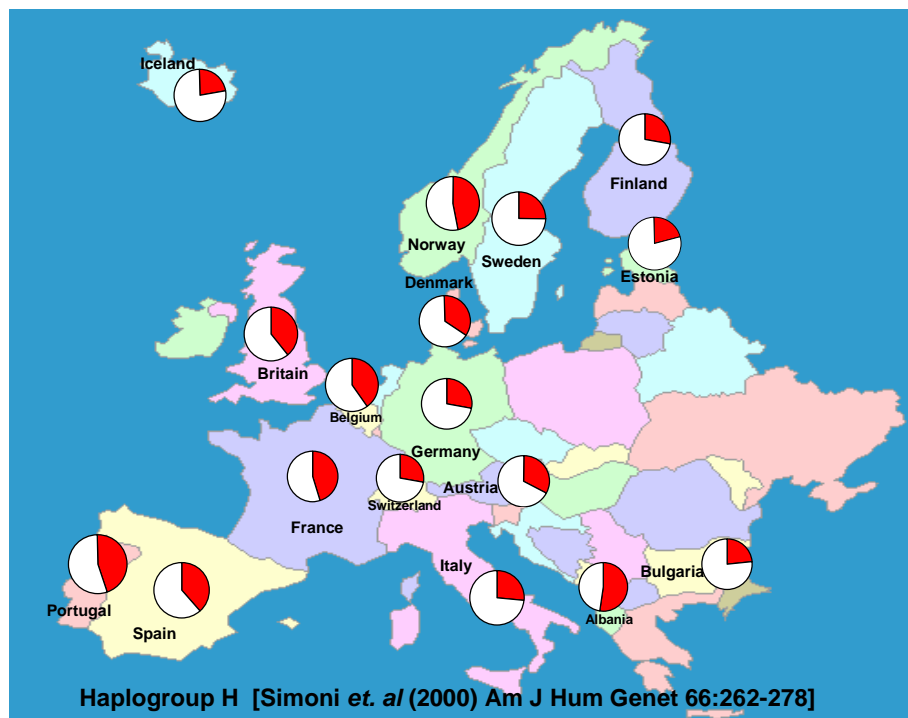 Iceland
Finland
Norway
Sweden
Estonia
Denmark
Britain
Belgium
Germany
Austria
Switzerland
France
Italy
Bulgaria
Portugal
Spain
Albania
Haplogroup H [Simoni et. al (2000) Am J Hum Genet 66:262-278]